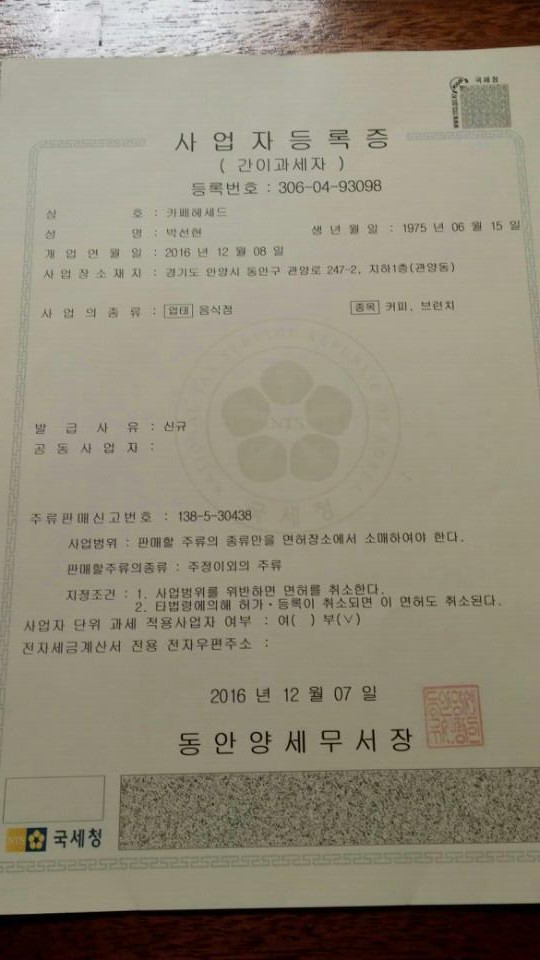 국세청
사업자등록증
( 간이과세자 )
등록번호 : 306-04-93098
상 호 : 카페헤세드
성 명 : 박선현 생년월일 : 1975 년 06 월 15 일
개업연월일 : 2016 년 12 월 08 일
사업장소재지 : 경기도 안양시 동안구 관양로 247-2, 지하1층(관양동)
사업의종류 : 업태 음식점 종목 커피, 브런치
발급사유 : 신규
공동사업자 :
NTS
국세청
주류판매신고번호 : 138-5-30438
사업범위 : 판매할 주류의 종류만을 면허장소에서 소매하여야 한다.
판매할주류의종류 : 주정이외의 주류
지정조건 : 1. 사업범위를 위반하면 면허를 취소한다.
2. 타법령에의해 허가·등록이 취소되면 이 면허도 취소된다.
사업자 단위 과세 적용사업자 여부 : 여( ) 부(∨)
전자세금계산서 전용 전자우편주소 :
2016 년 12 월 07 일
동안양세무서장
NTS 국세청